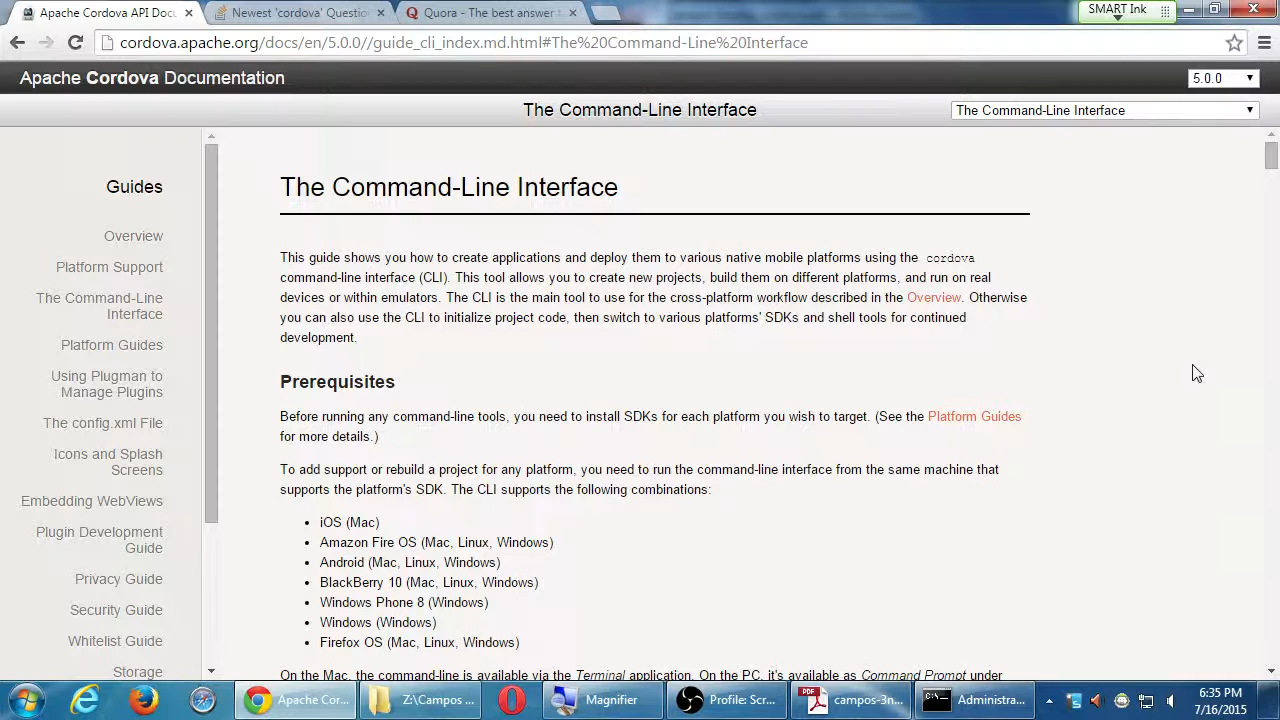 Apache Cordova API Docu
Newest 'cordova' Questio
Quora - The best answer t
SMART Ink
cordova.apache.org/docs/en/5.0.0//guide_cli_index.md.html#The%20Command-Line%20Interface
Apache Cordova Documentation
5.0.0
The Command-Line Interface
The Command-Line Interface
Guides
Overview
Platform Support
The Command-Line
Interface
Platform Guides
Using Plugman to
Manage Plugins
The config.xml File
Icons and Splash
Screens
Embedding WebViews
Plugin Development
Guide
Privacy Guide
Security Guide
Whitelist Guide
Storage
The Command-Line Interface
This guide shows you how to create applications and deploy them to various native mobile platforms using the cordova
command-line interface (CLI). This tool allows you to create new projects, build them on different platforms, and run on real
devices or within emulators. The CLI is the main tool to use for the cross-platform workflow described in the Overview. Otherwise
you can also use the CLI to initialize project code, then switch to various platforms' SDKs and shell tools for continued
development.
Prerequisites
Before running any command-line tools, you need to install SDKs for each platform you wish to target. (See the Platform Guides
for more details.)
To add support or rebuild a project for any platform, you need to run the command-line interface from the same machine that
supports the platform's SDK. The CLI supports the following combinations:
• iOS (Mac)
• Amazon Fire OS (Mac, Linux, Windows)
• Android (Mac, Linux, Windows)
• BlackBerry 10 (Mac, Linux, Windows)
• Windows Phone 8 (Windows)
• Windows (Windows)
• Firefox OS (Mac, Linux, Windows)
On the Mac, the command-line is available via the Terminal application. On the PC, it's available as Command Prompt under
Apache Cor...
Z:\Campos ...
Magnifier
Profile: Scr...
PDF
campos-3n...
Administra...
6:35 PM
7/16/2015